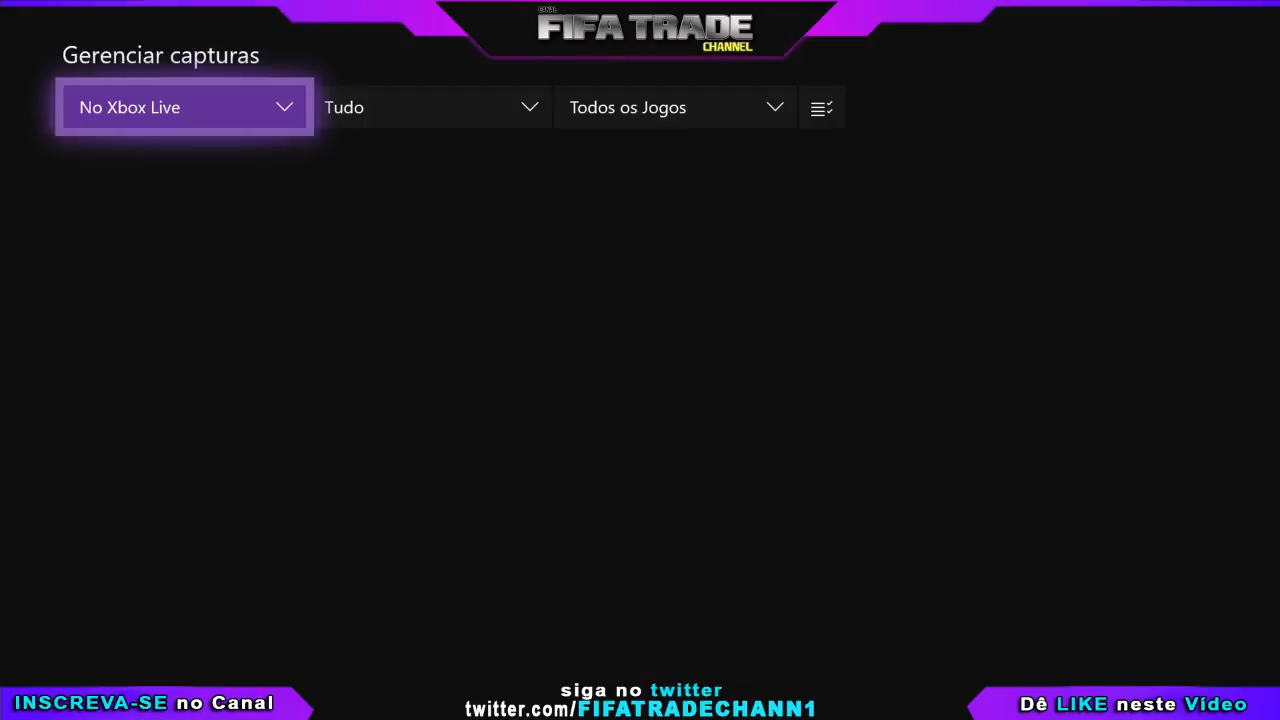 CANAL
FIFA TRADE
CHANNEL
Gerenciar capturas
No Xbox Live
Tudo
Todos os Jogos
INSCREVA-SE no Canal
siga no twitter
twitter.com/FIFATRADECHANN1
Dê LIKE neste Vídeo